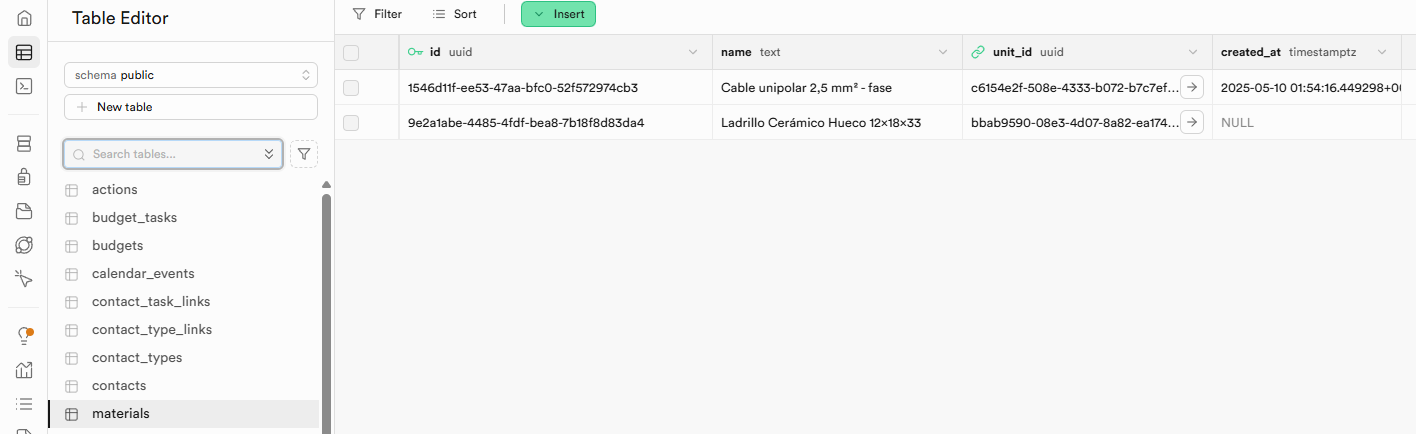 Table Editor
schema public
New table
Search tables...
actions
budget_tasks
budgets
calendar_events
contact_task_links
contact_type_links
contact_types
contacts
materials
Filter Sort Insert
id uuid name text unit_id uuid created_at timestamptz
1546d11f-ee53-47aa-bfc0-52f572974cb3 Cable unipolar 2,5 mm² - fase c6154e2f-508e-4333-b072-b7c7ef... 2025-05-10 01:54:16.449298+00
9e2a1abe-4485-4fdf-bea8-7b18f8d83da4 Ladrillo Cerámico Hueco 12×18×33 bbab9590-08e3-4d07-8a82-ea174... NULL